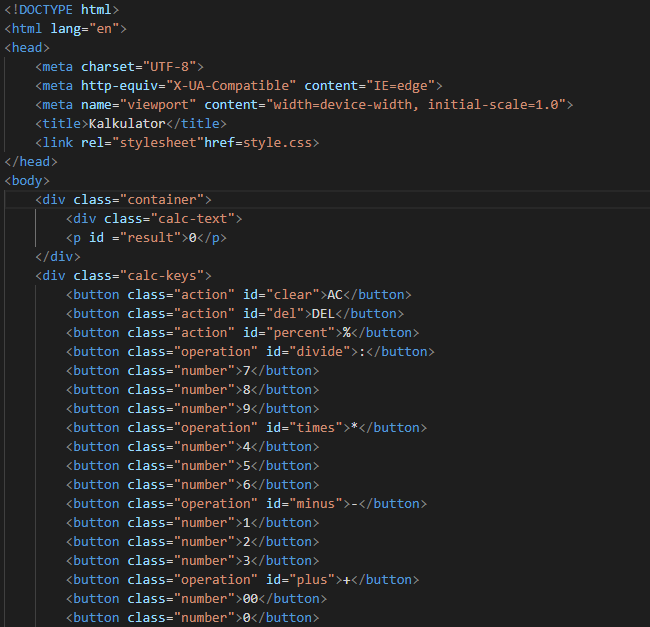 <!DOCTYPE html>
<html lang="en">
<head>
    <meta charset="UTF-8">
    <meta http-equiv="X-UA-Compatible" content="IE=edge">
    <meta name="viewport" content="width=device-width, initial-scale=1.0">
    <title>Kalkulator</title>
    <link rel="stylesheet"href=style.css>
</head>
<body>
    <div class="container">
        <div class="calc-text">
        <p id ="result">0</p>
    </div>
    <div class="calc-keys">
        <button class="action" id="clear">AC</button>
        <button class="action" id="del">DEL</button>
        <button class="action" id="percent">%</button>
        <button class="operation" id="divide">:</button>
        <button class="number">7</button>
        <button class="number">8</button>
        <button class="number">9</button>
        <button class="operation" id="times">*</button>
        <button class="number">4</button>
        <button class="number">5</button>
        <button class="number">6</button>
        <button class="operation" id="minus">-</button>
        <button class="number">1</button>
        <button class="number">2</button>
        <button class="number">3</button>
        <button class="operation" id="plus">+</button>
        <button class="number">00</button>
        <button class="number">0</button>